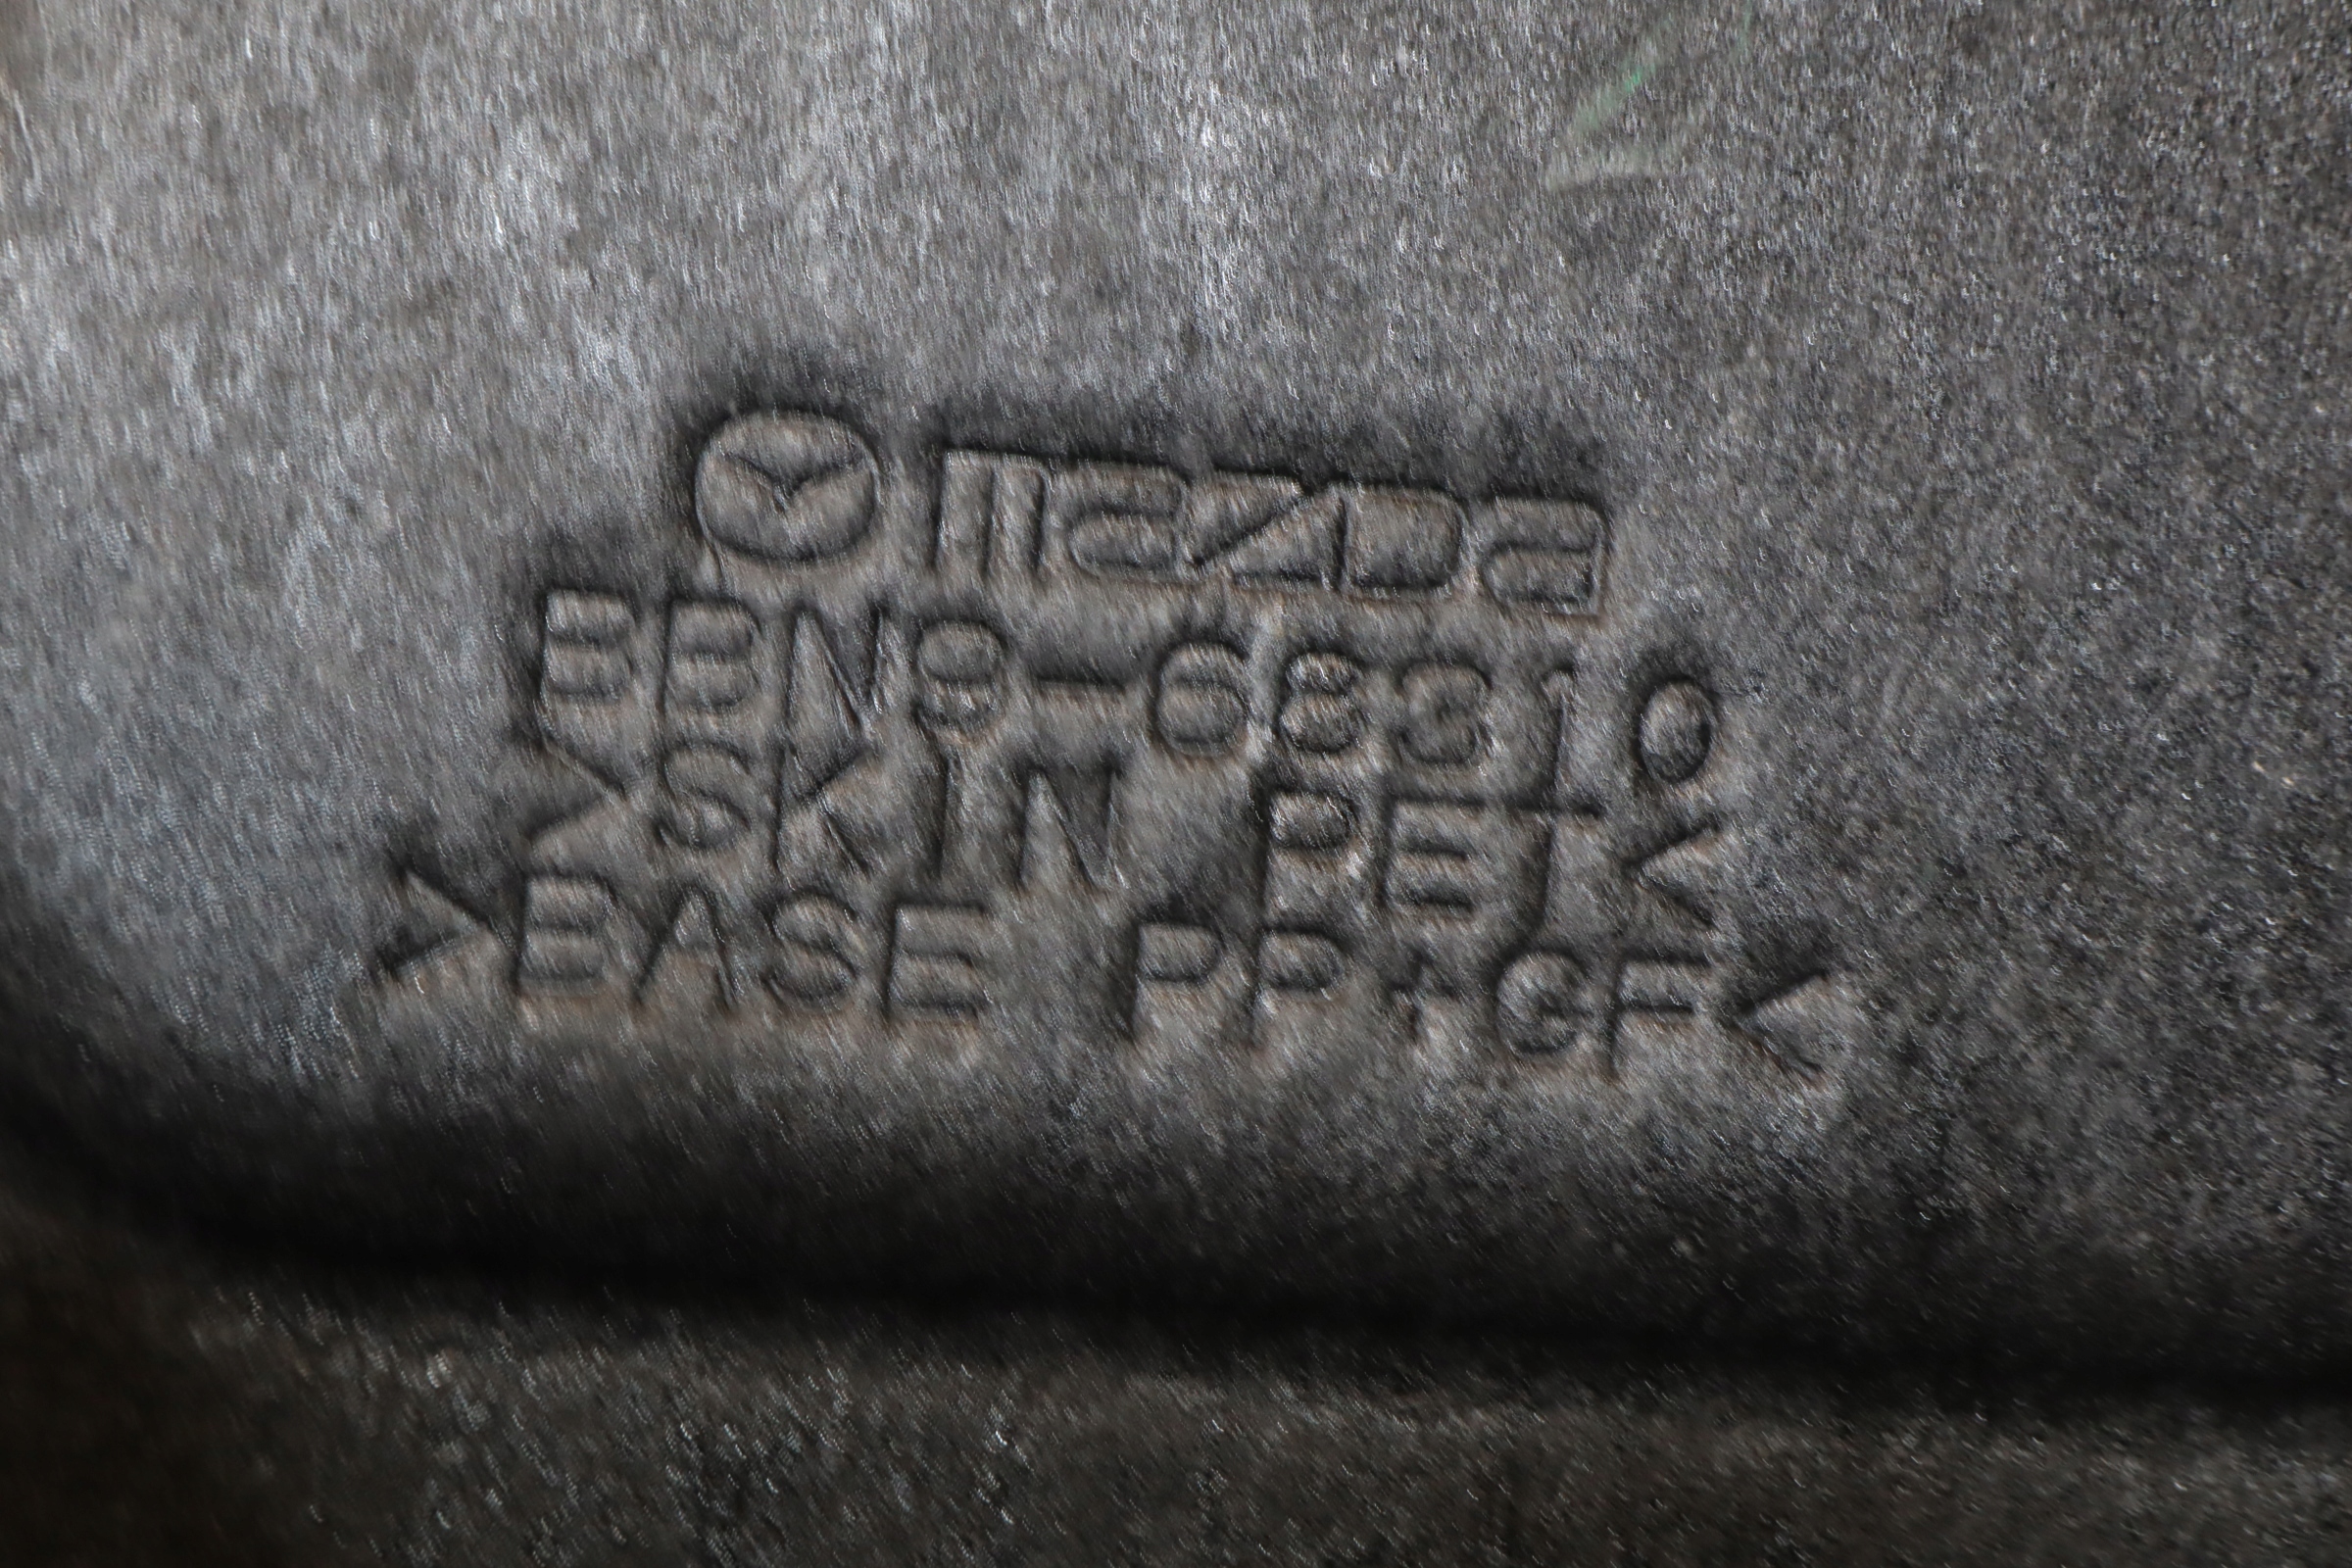 mazda
BBN9-68310
>SKIN PET<
>BASE PP+GF<